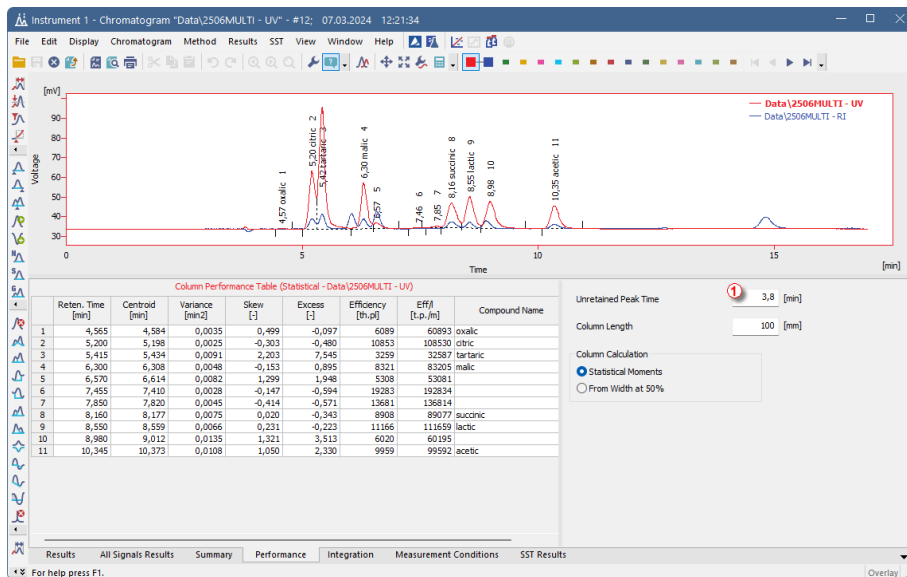 Instrument 1 - Chromatogram "Data\2506MULTI - UV" - #12; 07.03.2024 12:21:34
File Edit Display Chromatogram Method Results SST View Window Help
[mV]
Voltage
90
80
70
60
50
40
30
4,57 oxalic 1
5,20 citric 2
5,42 tartaric 3
6,30 malic 4
6,57 5
7,46 6
7,85 7
8,16 succinic 8
8,55 lactic 9
8,98 10
10,35 acetic 11
Data\2506MULTI - UV
Data\2506MULTI - RI
0 5 10 15
Time
[min]
Column Performance Table (Statistical - Data\2506MULTI - UV)
Reten. Time [min] Centroid [min] Variance [min2] Skew [-] Excess [-] Efficiency [th.pl] Eff/l [t.p./m] Compound Name
1 4,565 4,584 0,0035 0,499 -0,097 6089 60893 oxalic
2 5,200 5,198 0,0025 -0,303 -0,480 10853 108530 citric
3 5,415 5,434 0,0091 2,203 7,545 3259 32587 tartaric
4 6,300 6,308 0,0048 -0,153 0,895 8321 83205 malic
5 6,570 6,614 0,0082 1,299 1,948 5308 53081
6 7,455 7,410 0,0028 -0,147 -0,594 19283 192834
7 7,850 7,820 0,0045 -0,414 -0,571 13681 136814
8 8,160 8,177 0,0075 0,020 -0,343 8908 89077 succinic
9 8,550 8,559 0,0066 0,231 -0,223 11166 111659 lactic
10 8,980 9,012 0,0135 1,321 3,513 6020 60195
11 10,345 10,373 0,0108 1,050 2,330 9959 99592 acetic
1
Unretained Peak Time 3,8 [min]
Column Length 100 [mm]
Column Calculation
Statistical Moments
From Width at 50%
Results All Signals Results Summary Performance Integration Measurement Conditions SST Results
For help press F1.
Overlay